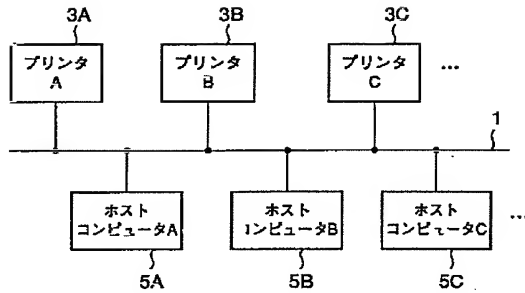 3A
3B
3C
プリンタ
A
プリンタ
B
プリンタ
C
...
1
ホスト
コンピュータA
ホスト
コンピュータB
ホスト
コンピュータC
...
5A
5B
5C